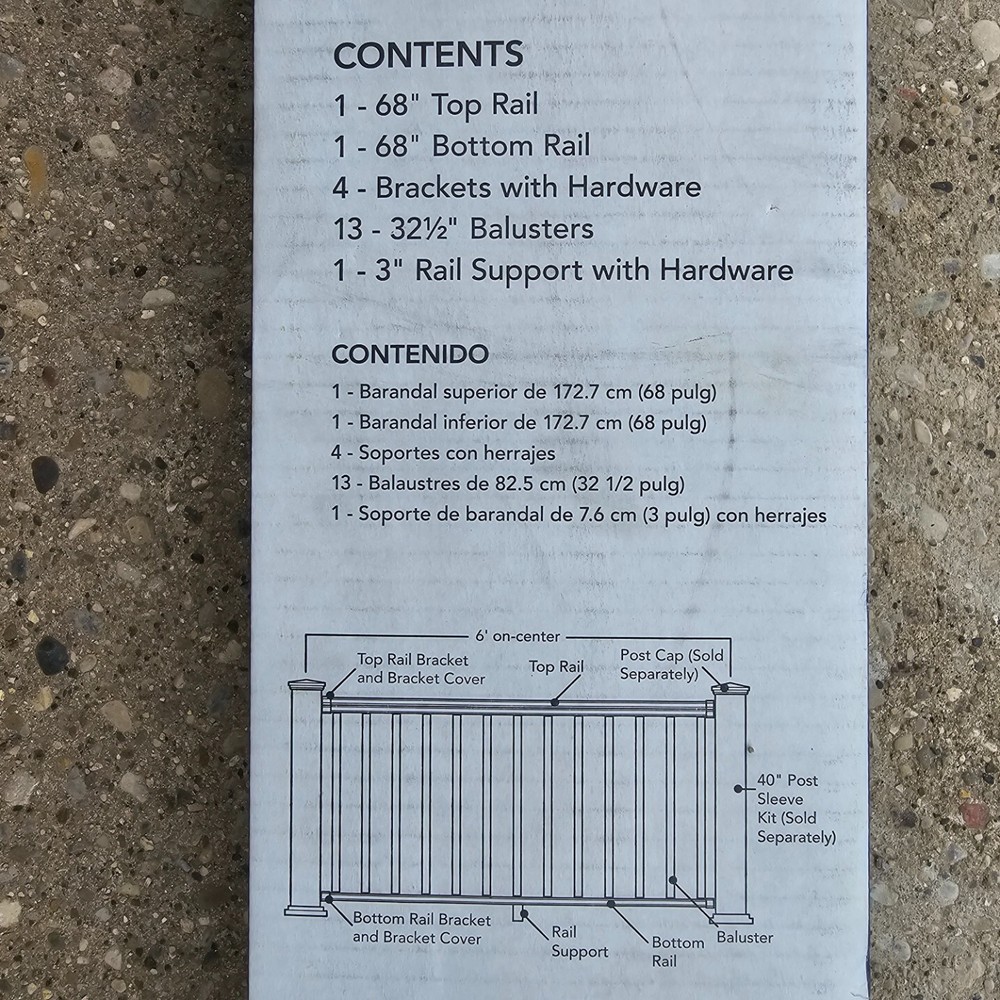 CONTENTS
1 - 68" Top Rail
1 - 68" Bottom Rail
4 - Brackets with Hardware
13 - 32½" Balusters
1 - 3" Rail Support with Hardware
CONTENIDO
1 - Barandal superior de 172.7 cm (68 pulg)
1 - Barandal inferior de 172.7 cm (68 pulg)
4 - Soportes con herrajes
13 - Balaustres de 82.5 cm (32 1/2 pulg)
1 - Soporte de barandal de 7.6 cm (3 pulg) con herrajes
6' on-center
Top Rail Bracket
and Bracket Cover
Top Rail
Post Cap (Sold
Separately)
40" Post
Sleeve
Kit (Sold
Separately)
Bottom Rail Bracket
and Bracket Cover
Rail
Support
Bottom
Rail
Baluster